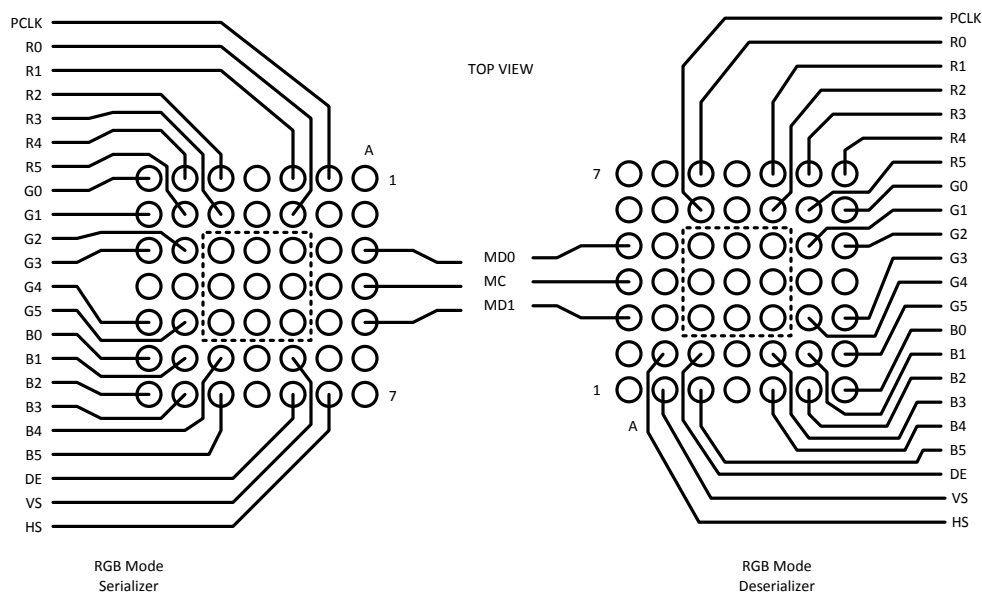 PCLK
R0
R1
R2
R3
R4
R5
G0
G1
G2
G3
G4
G5
B0
B1
B2
B3
B4
B5
DE
VS
HS
A
1
7
RGB Mode
Serializer
TOP VIEW
MD0
MC
MD1
7
1
A
PCLK
R0
R1
R2
R3
R4
R5
G0
G1
G2
G3
G4
G5
B0
B1
B2
B3
B4
B5
DE
VS
HS
RGB Mode
Deserializer